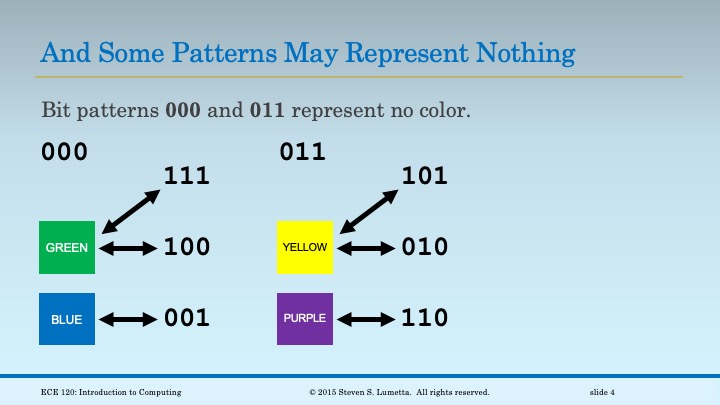 And Some Patterns May Represent Nothing
Bit patterns 000 and 011 represent no color.
000
111
GREEN
100
BLUE
001
011
101
YELLOW
010
PURPLE
110
ECE 120: Introduction to Computing
© 2015 Steven S. Lumetta. All rights reserved.
slide 4